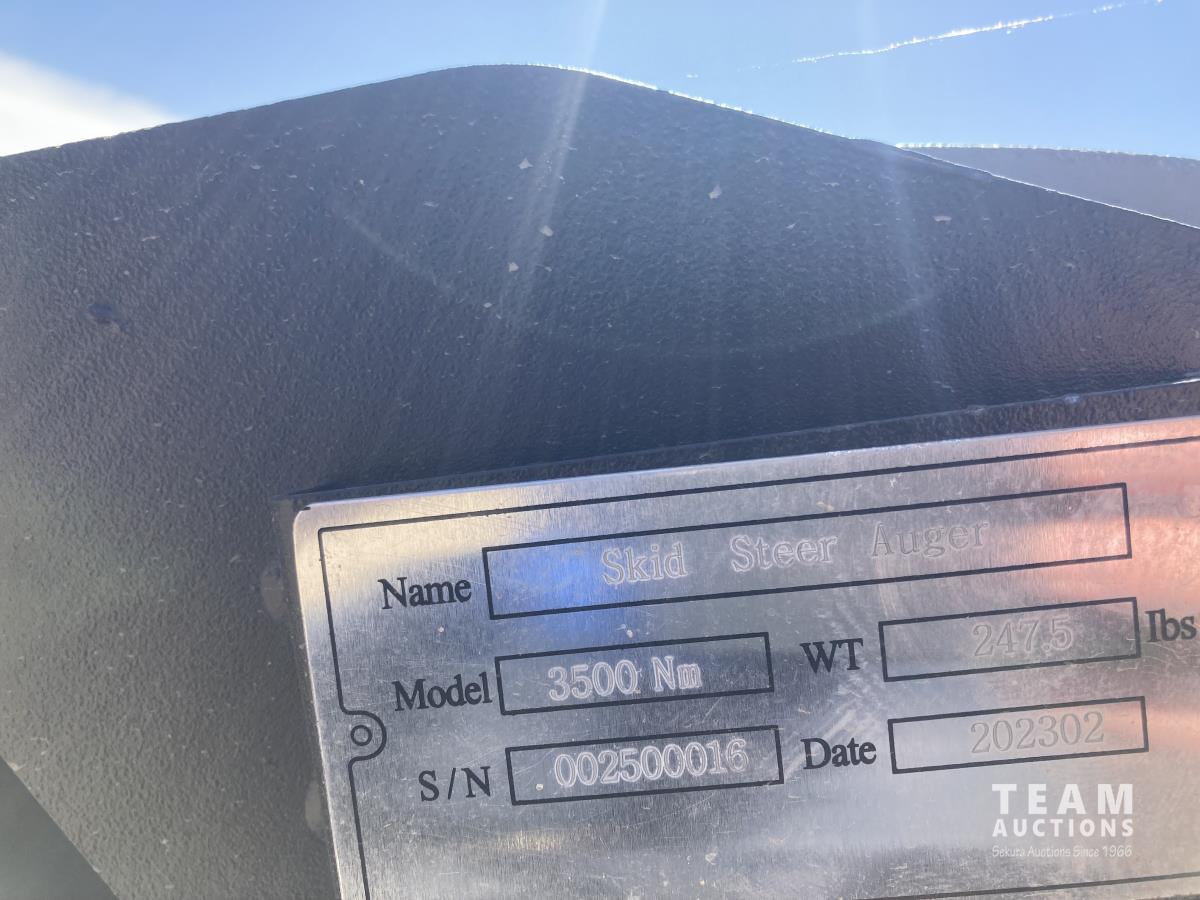 Name Skid Steer Auger
Model 3500 Nm WT 247.5 lbs
S/N 002500016 Date 202302
TEAM
AUCTIONS
Sekura Auctions Since 1966